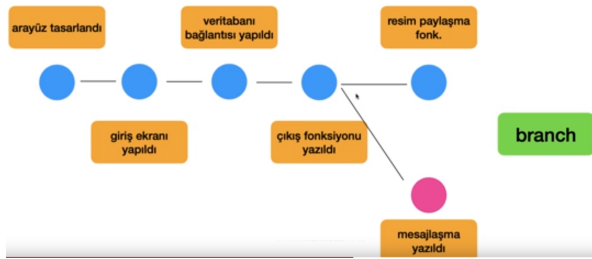 arayüz tasarlandı
veritabanı
bağlantısı yapıldı
resim paylaşma
fonk.
giriş ekranı
yapıldı
çıkış fonksiyonu
yazıldı
branch
mesajlaşma
yazıldı